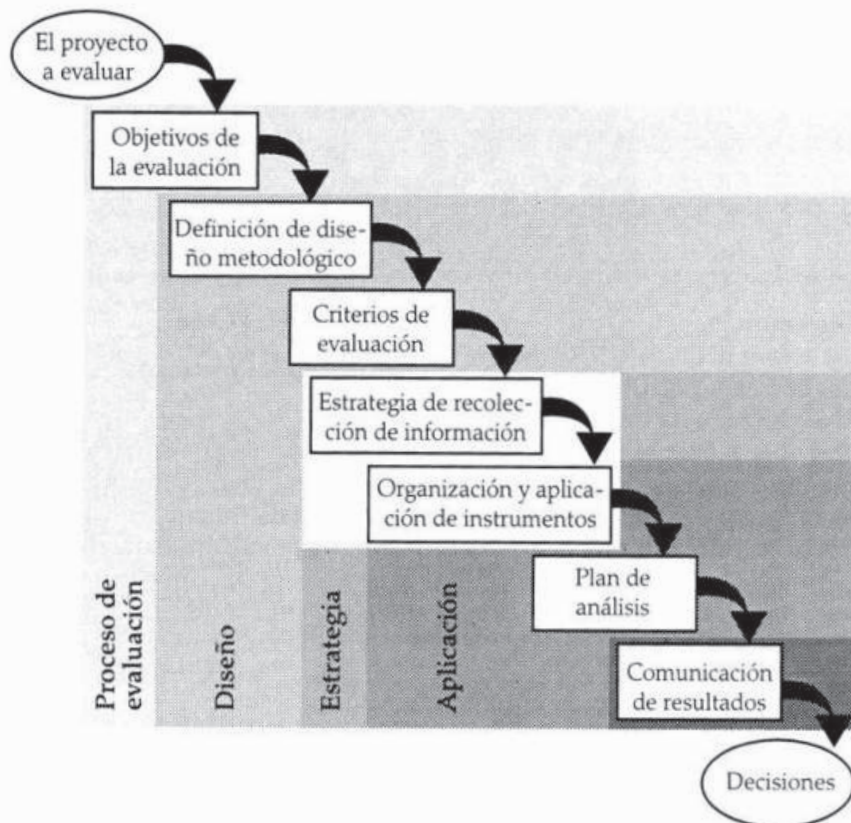 El proyecto
a evaluar
Objetivos de
la evaluación
Definición de dise-
ño metodológico
Criterios de
evaluación
Estrategia de recolec-
ción de información
Organización y aplica-
ción de instrumentos
Plan de
análisis
Comunicación
de resultados
Decisiones
Proceso de
evaluación
Diseño
Estrategia
Aplicación